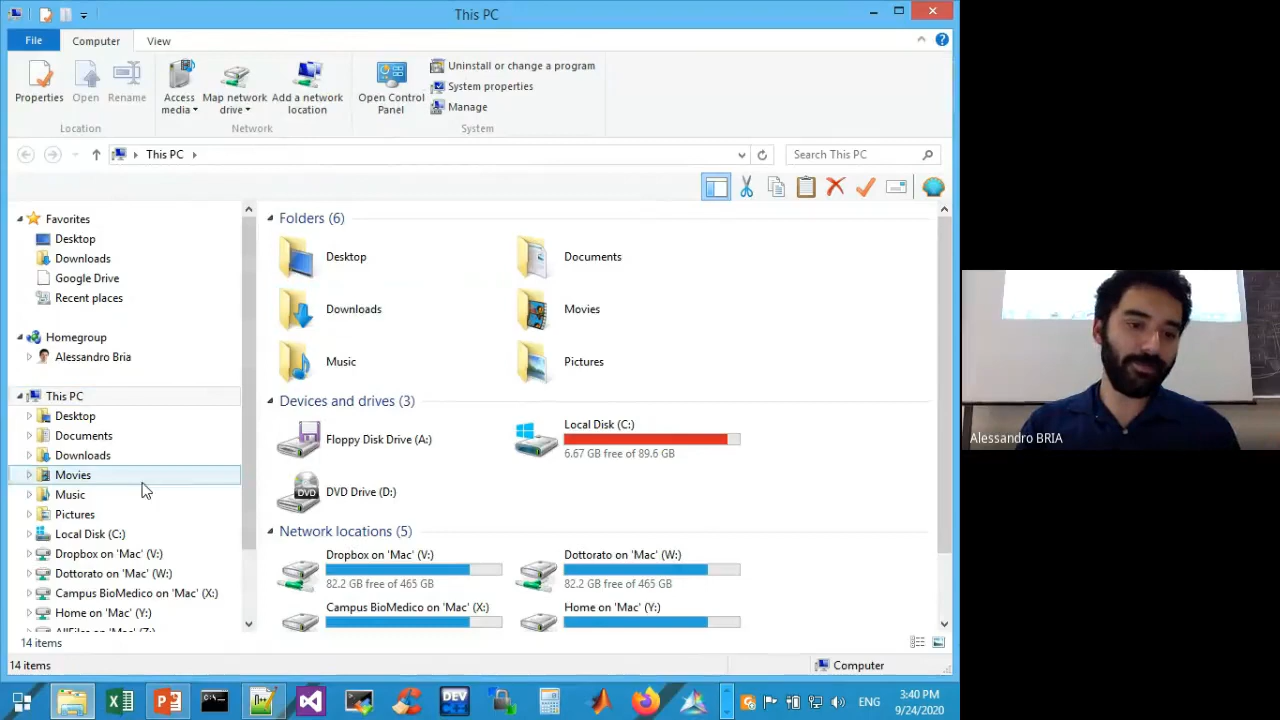 This PC
File
Computer
View
Properties
Open
Rename
Access media
Map network drive
Add a network location
Open Control Panel
Uninstall or change a program
System properties
Manage
Location
Network
System
This PC
Search This PC
Favorites
Desktop
Downloads
Google Drive
Recent places
Homegroup
Alessandro Bria
This PC
Desktop
Documents
Downloads
Movies
Music
Pictures
Local Disk (C:)
Dropbox on 'Mac' (V:)
Dottorato on 'Mac' (W:)
Campus BioMedico on 'Mac' (X:)
Home on 'Mac' (Y:)
Folders (6)
Desktop
Documents
Downloads
Movies
Music
Pictures
Devices and drives (3)
Floppy Disk Drive (A:)
Local Disk (C:)
6.67 GB free of 89.6 GB
DVD
DVD Drive (D:)
Network locations (5)
Dropbox on 'Mac' (V:)
82.2 GB free of 465 GB
Dottorato on 'Mac' (W:)
82.2 GB free of 465 GB
Campus BioMedico on 'Mac' (X:)
Home on 'Mac' (Y:)
14 items
14 items
Computer
DEV
ENG
3:40 PM
9/24/2020
Alessandro BRIA